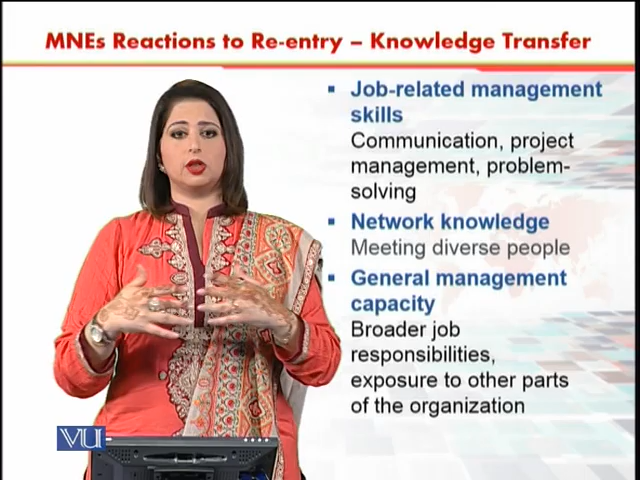 MNEs Reactions to Re-entry – Knowledge Transfer
▪ Job-related management
skills
Communication, project
management, problem-
solving
▪ Network knowledge
Meeting diverse people
▪ General management
capacity
Broader job
responsibilities,
exposure to other parts
of the organization
VU